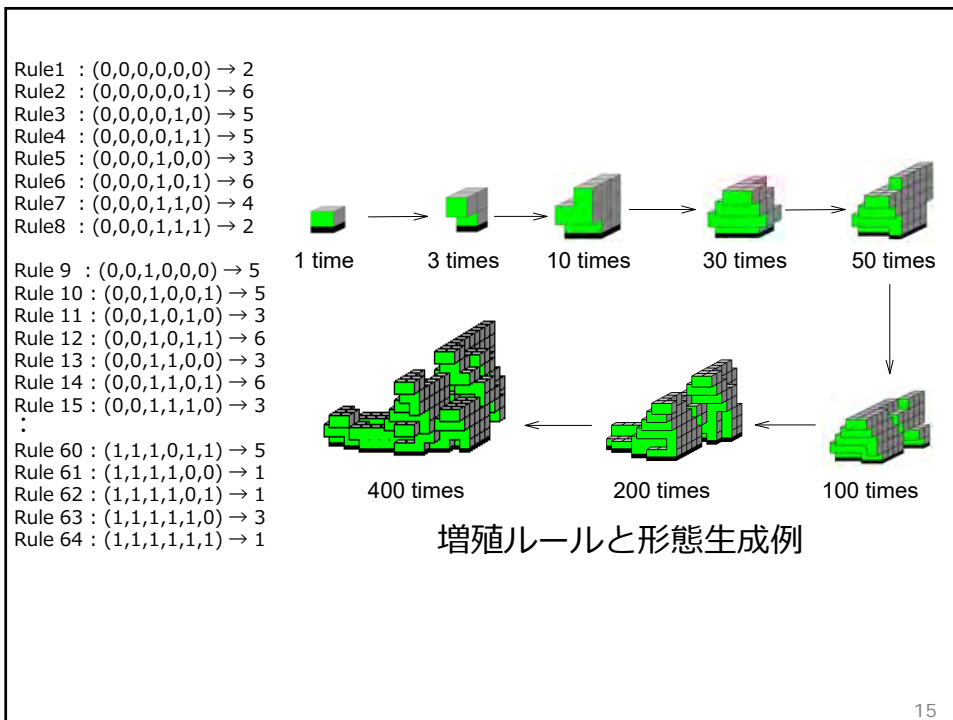 Rule1 : (0,0,0,0,0,0) → 2
Rule2 : (0,0,0,0,0,1) → 6
Rule3 : (0,0,0,0,1,0) → 5
Rule4 : (0,0,0,0,1,1) → 5
Rule5 : (0,0,0,1,0,0) → 3
Rule6 : (0,0,0,1,0,1) → 6
Rule7 : (0,0,0,1,1,0) → 4
Rule8 : (0,0,0,1,1,1) → 2
Rule 9 : (0,0,1,0,0,0) → 5
Rule 10 : (0,0,1,0,0,1) → 5
Rule 11 : (0,0,1,0,1,0) → 3
Rule 12 : (0,0,1,0,1,1) → 6
Rule 13 : (0,0,1,1,0,0) → 3
Rule 14 : (0,0,1,1,0,1) → 6
Rule 15 : (0,0,1,1,1,0) → 3
:
Rule 60 : (1,1,1,0,1,1) → 5
Rule 61 : (1,1,1,1,0,0) → 1
Rule 62 : (1,1,1,1,0,1) → 1
Rule 63 : (1,1,1,1,1,0) → 3
Rule 64 : (1,1,1,1,1,1) → 1
1 time
3 times
10 times
30 times
50 times
400 times
200 times
100 times
増殖ルールと形態生成例
15